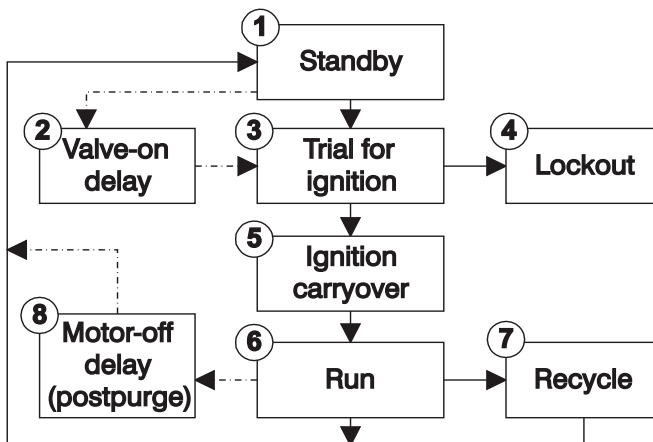 1
Standby
2
Valve-on
delay
3
Trial for
ignition
4
Lockout
5
Ignition
carryover
8
Motor-off
delay
(postpurge)
6
Run
7
Recycle